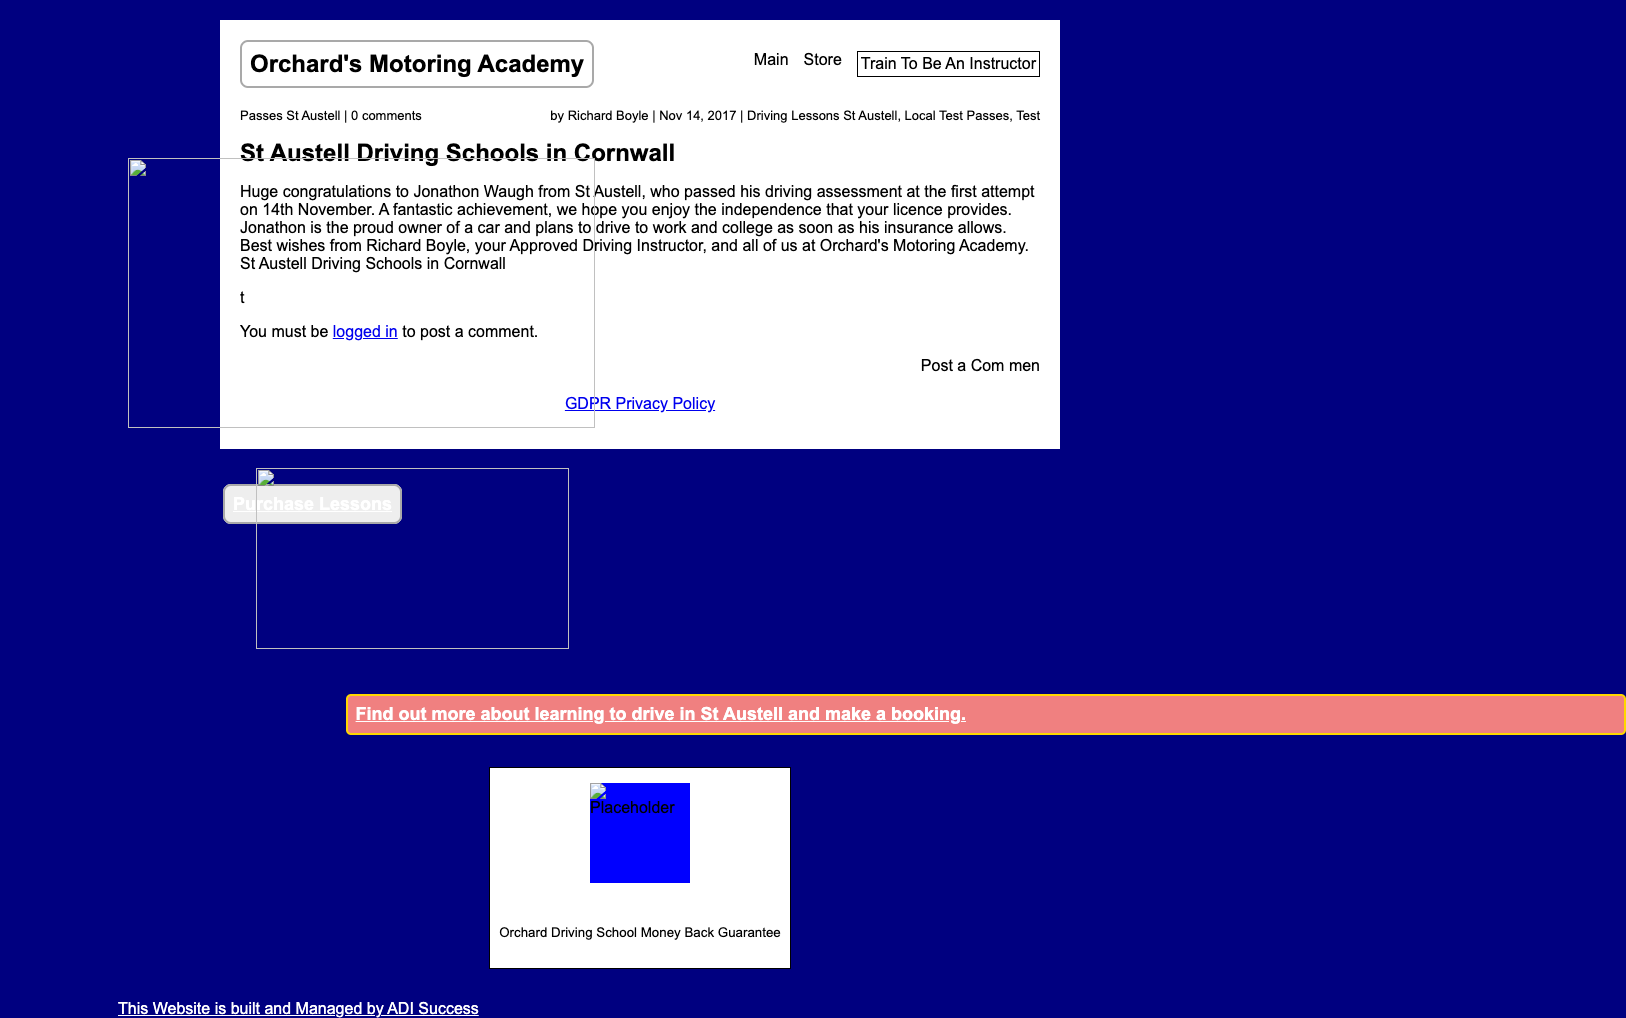 Orchard's Motoring Academy
Main Store Train To Be An Instructor
Passes St Austell | 0 comments
by Richard Boyle | Nov 14, 2017 | Driving Lessons St Austell, Local Test Passes, Test
St Austell Driving Schools in Cornwall
Huge congratulations to Jonathon Waugh from St Austell, who passed his driving assessment at the first attempt
on 14th November. A fantastic achievement, we hope you enjoy the independence that your licence provides.
Jonathon is the proud owner of a car and plans to drive to work and college as soon as his insurance allows.
Best wishes from Richard Boyle, your Approved Driving Instructor, and all of us at Orchard's Motoring Academy.
St Austell Driving Schools in Cornwall
t
You must be logged in to post a comment.
Post a Com men
GDPR Privacy Policy
Purchase Lessons
Find out more about learning to drive in St Austell and make a booking.
Placeholder
Orchard Driving School Money Back Guarantee
This Website is built and Managed by ADI Success